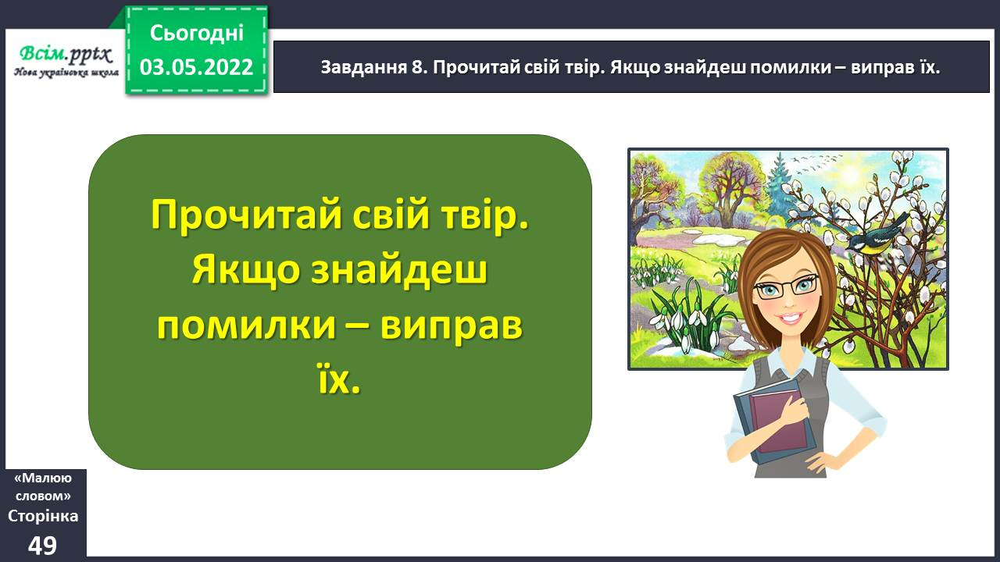 Всім.pptx
Нова українська школа
Сьогодні
03.05.2022
Завдання 8. Прочитай свій твір. Якщо знайдеш помилки – виправ їх.
Прочитай свій твір.
Якщо знайдеш
помилки – виправ
їх.
«Малюю
словом»
Сторінка
49